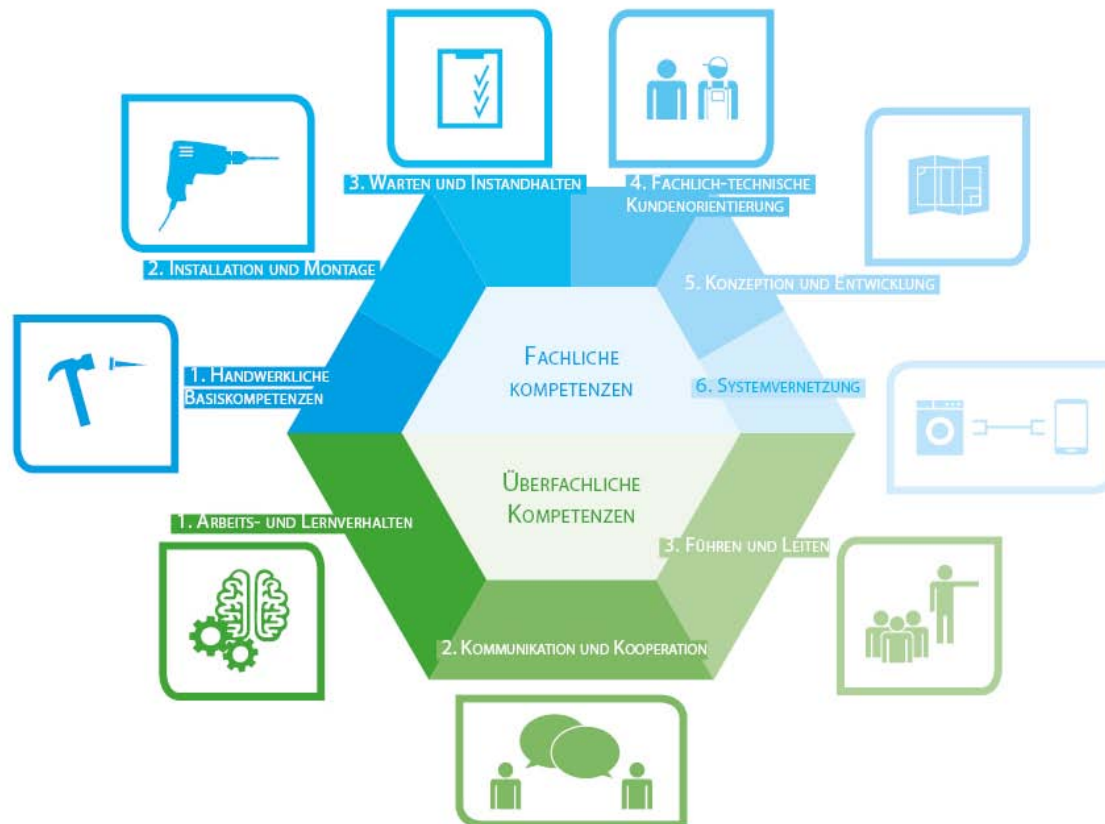 3. Warten und Instandhalten
4. Fachlich-technische
Kundenorientierung
2. Installation und Montage
5. Konzeption und Entwicklung
1. Handwerkliche
Basiskompetenzen
6. Systemvernetzung
Fachliche
kompetenzen
Überfachliche
Kompetenzen
1. Arbeits- und Lernverhalten
2. Kommunikation und Kooperation
3. Führen und Leiten